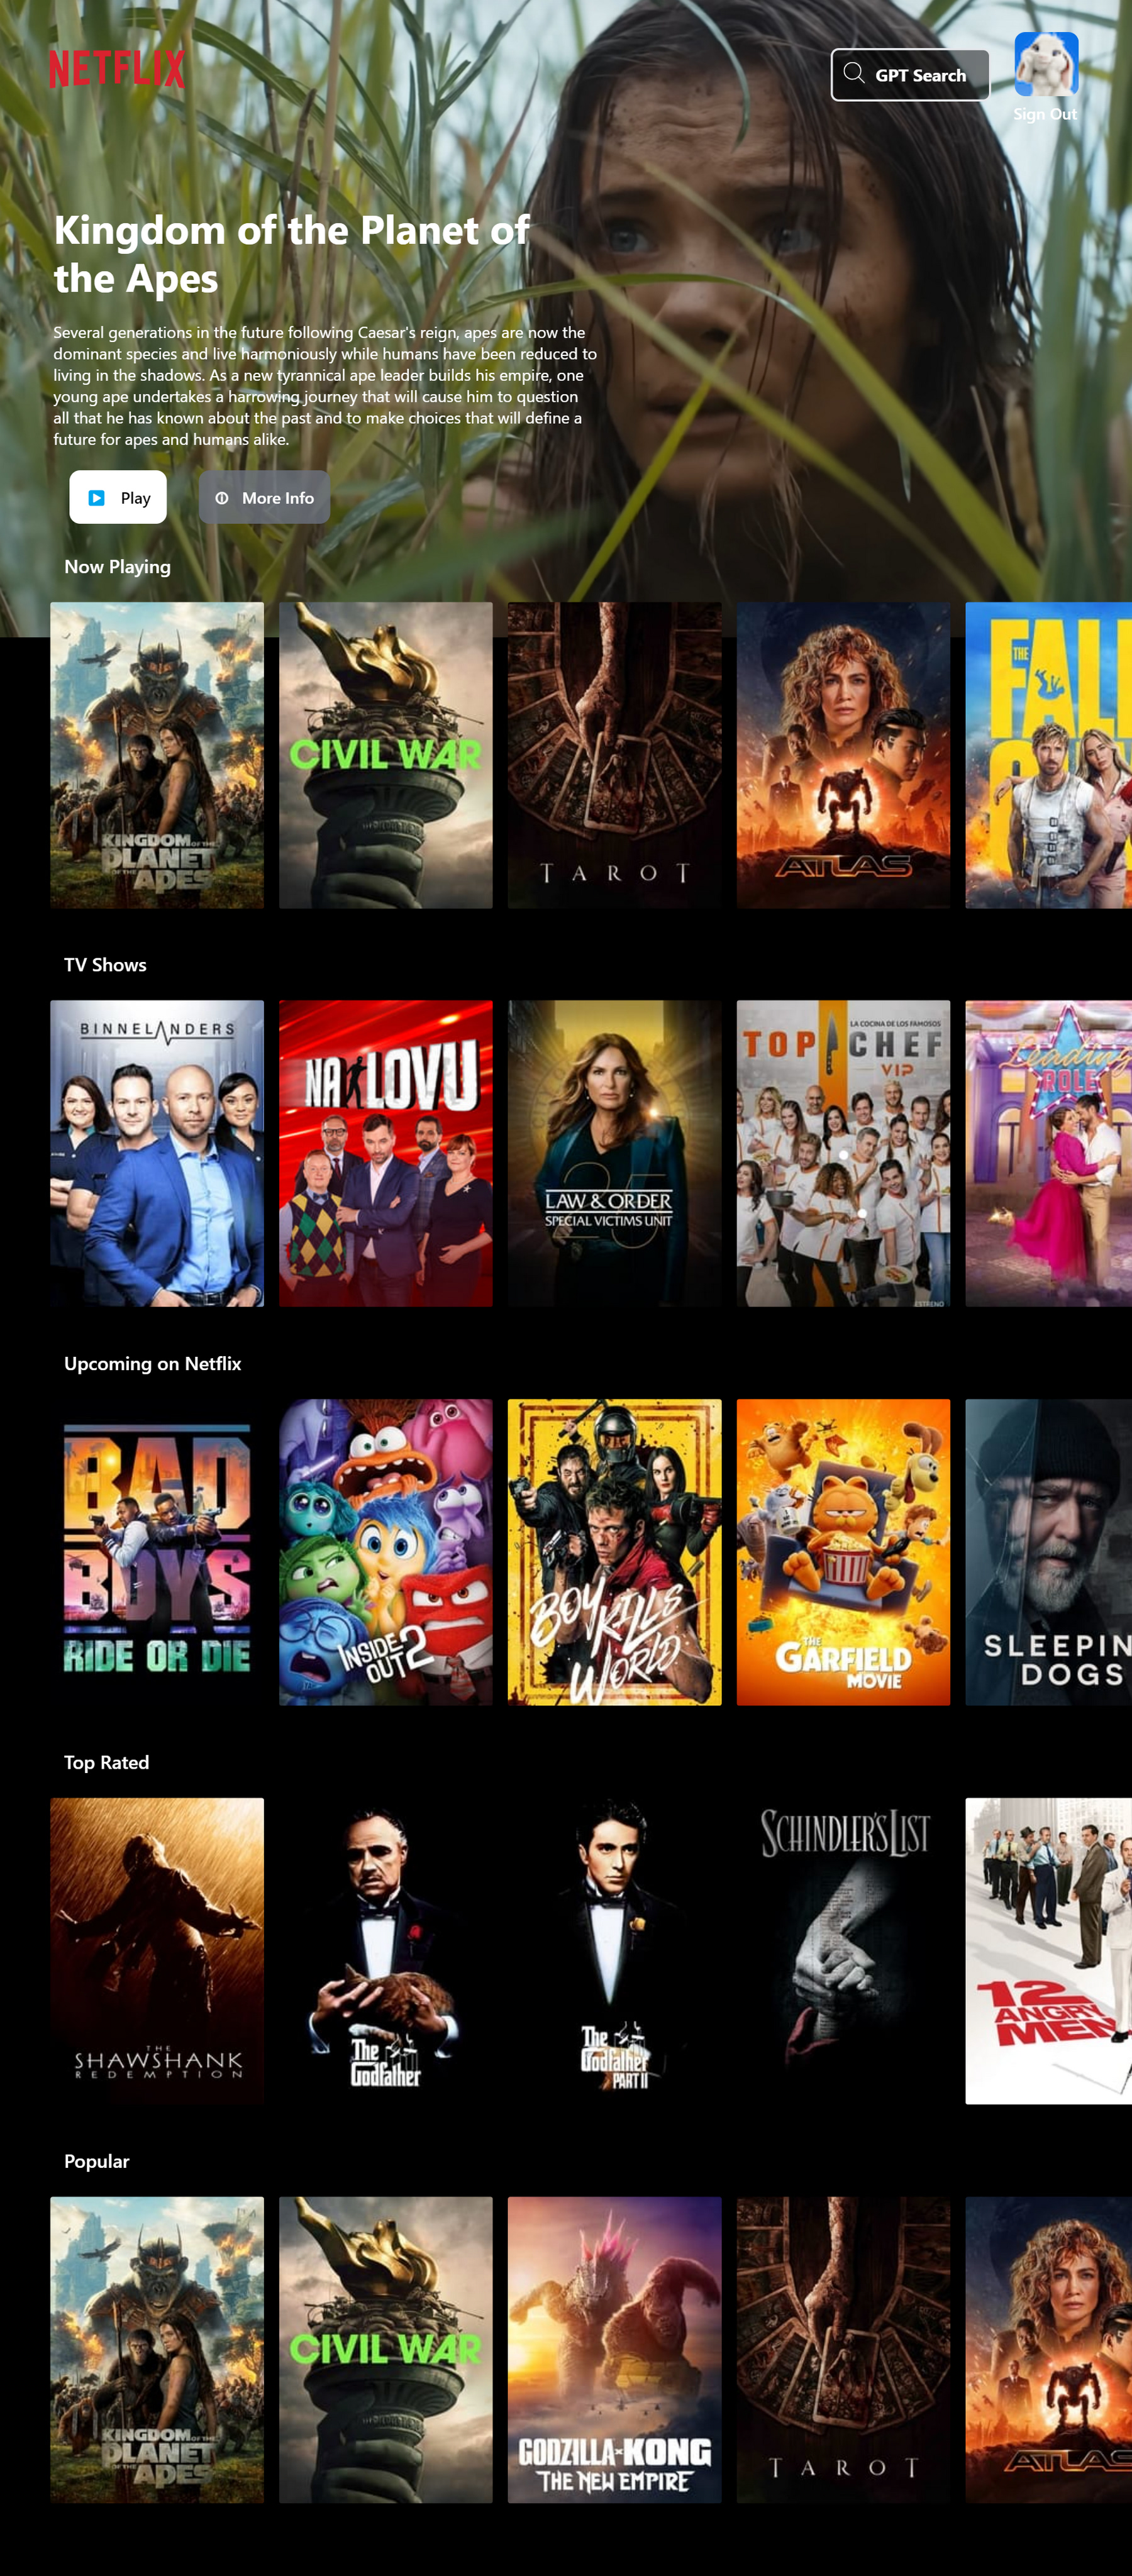 NETFLIX
GPT Search
Sign Out
Kingdom of the Planet of
the Apes
Several generations in the future following Caesar's reign, apes are now the
dominant species and live harmoniously while humans have been reduced to
living in the shadows. As a new tyrannical ape leader builds his empire, one
young ape undertakes a harrowing journey that will cause him to question
all that he has known about the past and to make choices that will define a
future for apes and humans alike.
Play
More Info
Now Playing
KINGDOM OF THE
PLANET
OF THE APES
CIVIL WAR
TAROT
ATLAS
THE
FALL
TV Shows
BINNELANDERS
NA LOVU
25
LAW & ORDER
SPECIAL VICTIMS UNIT
LA COCINA DE LOS FAMOSOS
TOP CHEF
VIP
ESTRENO
Leading
ROLE
Upcoming on Netflix
BAD
BOYS
RIDE OR DIE
INSIDE
OUT 2
BOY KILLS
WORLD
THE
GARFIELD
MOVIE
SLEEPIN
DOGS
Top Rated
THE
SHAWSHANK
REDEMPTION
The
Godfather
The
Godfather
PART II
SCHINDLER'S LIST
12
ANGRY
MEN
Popular
KINGDOM OF THE
PLANET
OF THE APES
CIVIL WAR
GODZILLA x KONG
THE NEW EMPIRE
TAROT
ATLAS